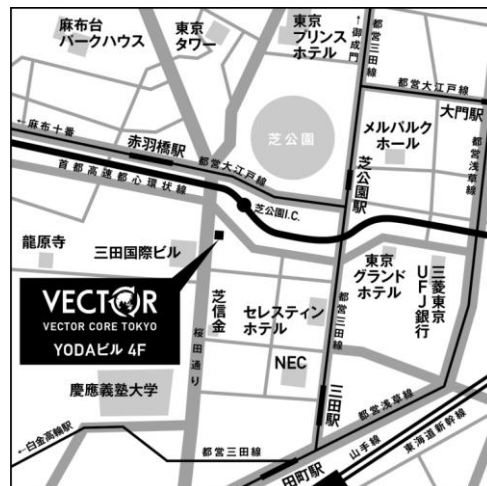 麻布台
パークハウス
東京
タワー
東京
プリンス
ホテル
←御成門
都営三田線
都営大江戸線
大門駅
←麻布十番
赤羽橋駅
都営大江戸線
芝公園
メルパルク
ホール
都営浅草線
首都高速都心環状線
芝公園I.C.
芝公園駅
龍原寺
三田国際ビル
東京
グランド
ホテル
三菱東京
UFJ銀行
VECTOR
VECTOR CORE TOKYO
YODAビル 4F
芝信金
セレスティン
ホテル
都営三田線
桜田通り
NEC
慶應義塾大学
三田駅
都営浅草線
←白金高輪駅
都営三田線
田町駅
山手線
東海道新幹線